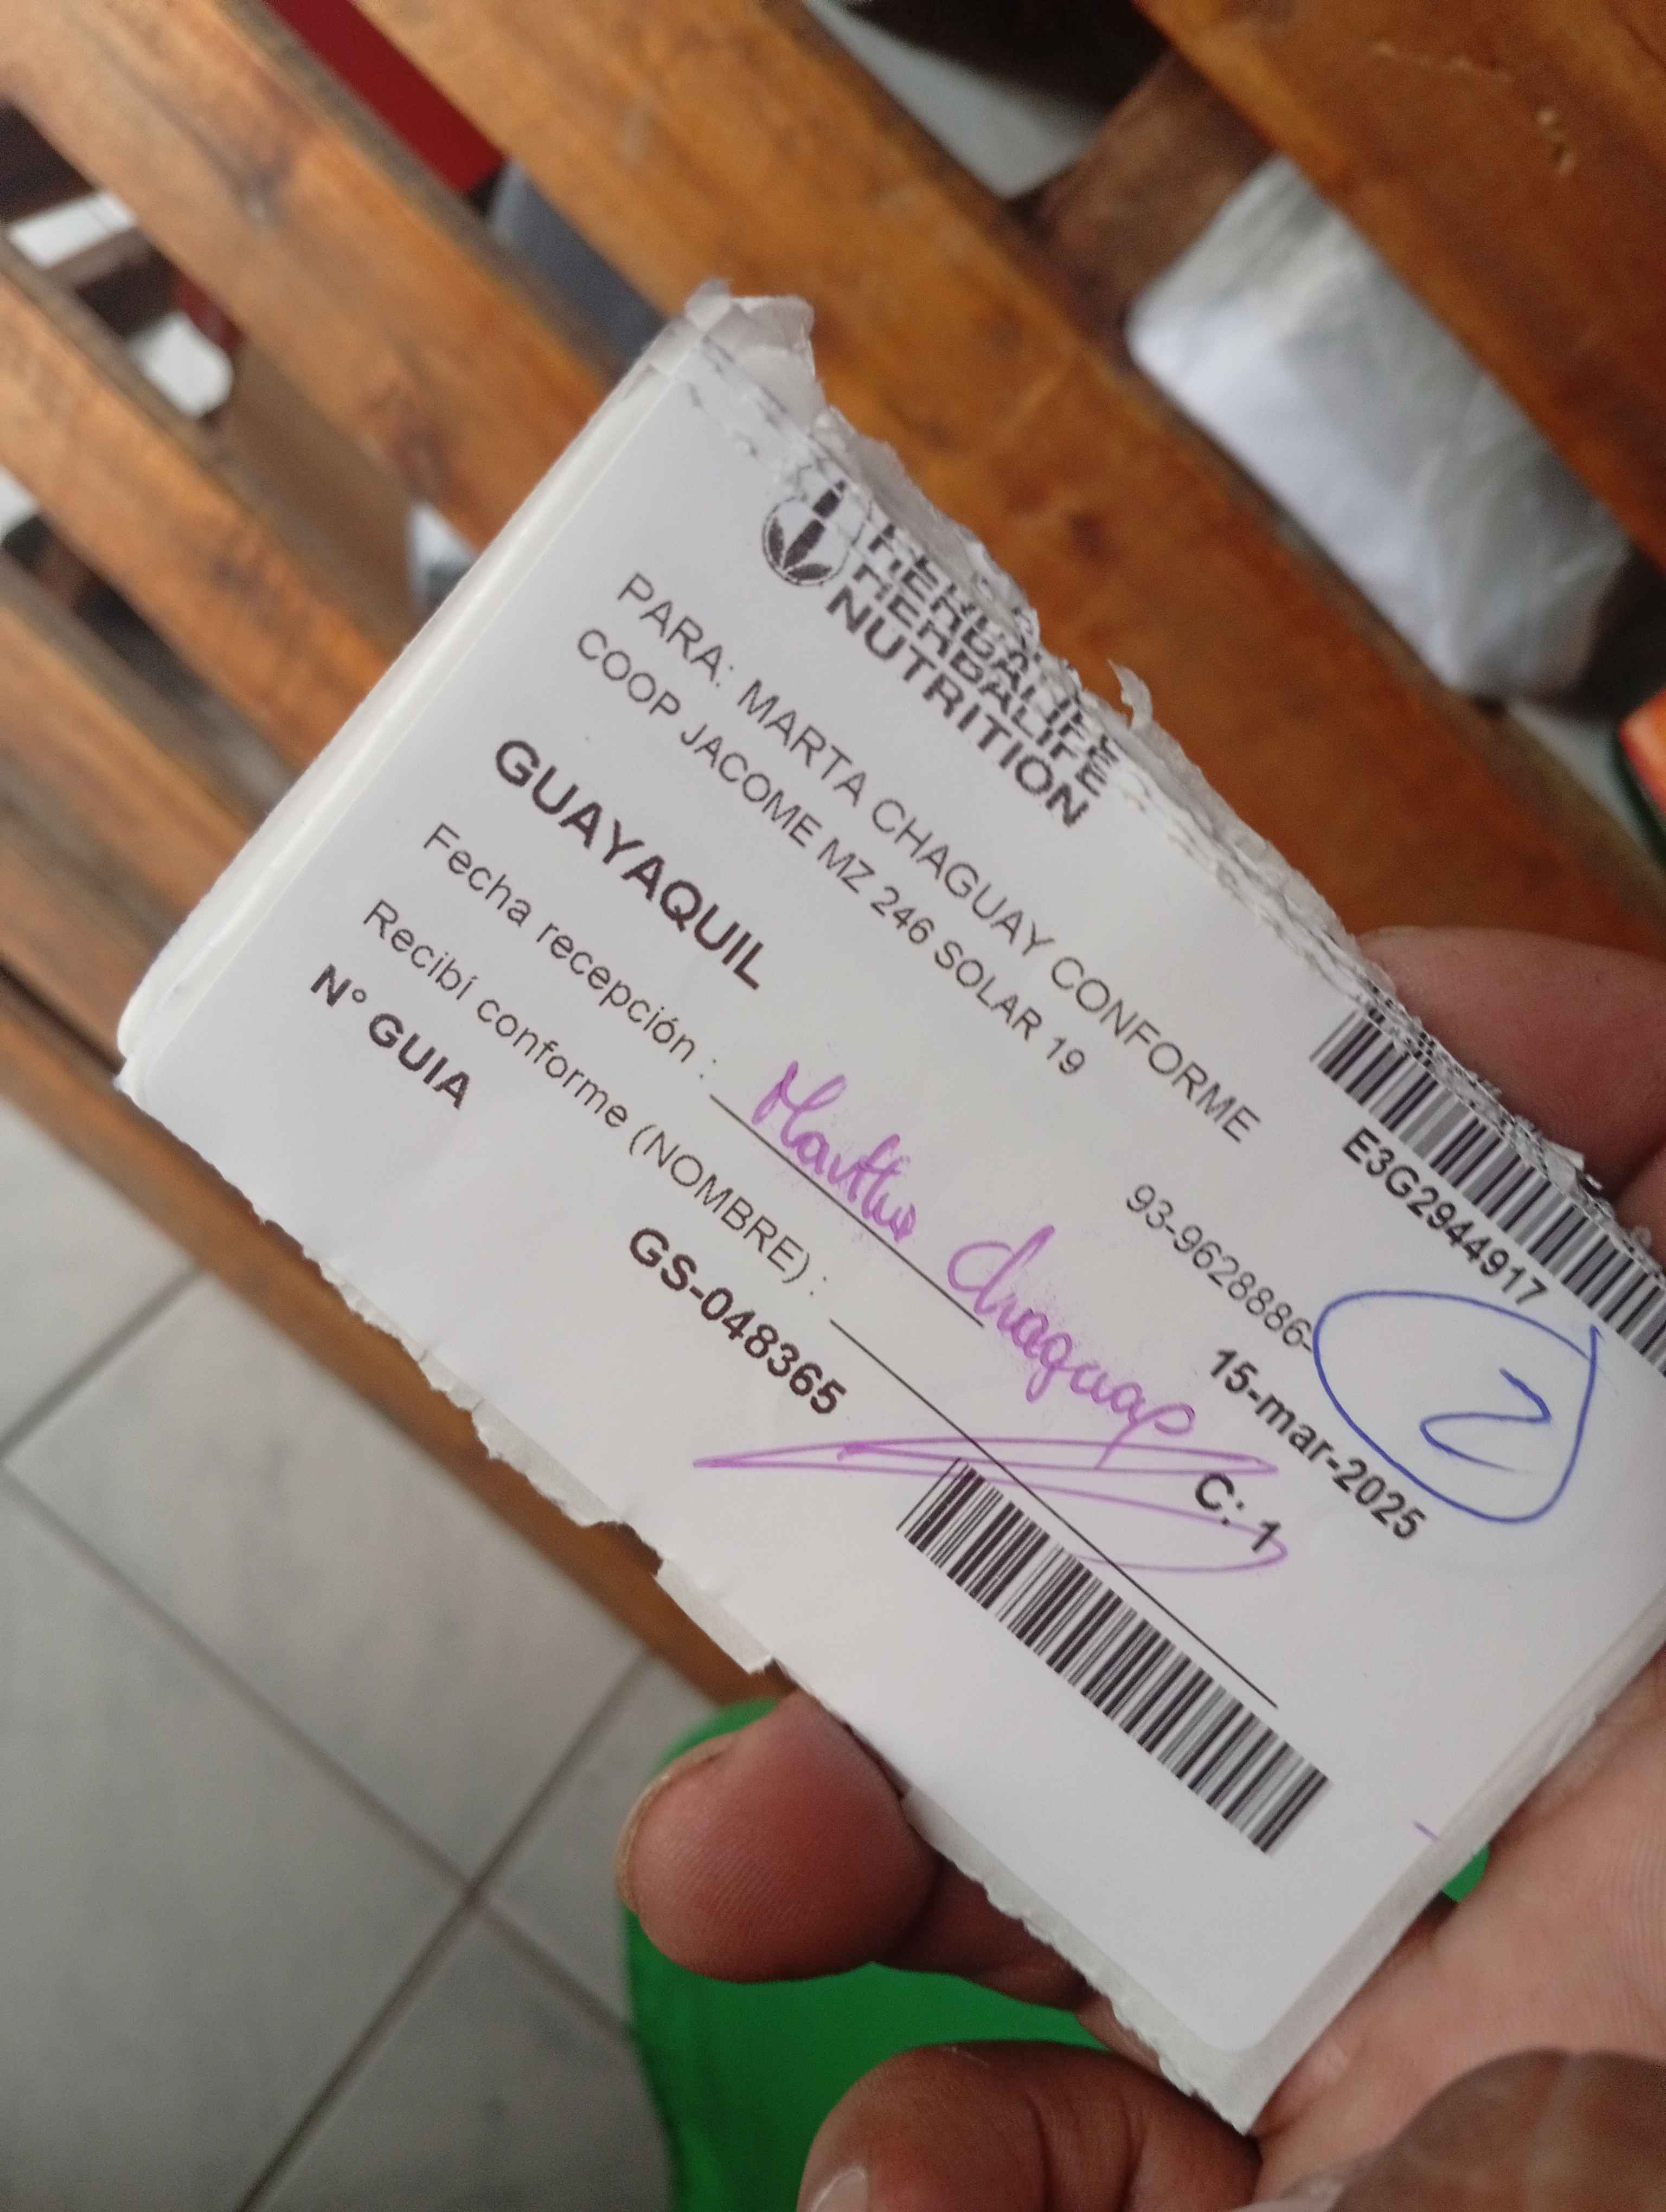 HERBALIFE
NUTRITION
E3G2944917
PARA: MARTA CHAGUAY CONFORME
COOP JACOME MZ 246 SOLAR 19
93-9628886-
2
GUAYAQUIL
15-mar-2025
Fecha recepción :
Martha Chaguay
C: 1
Recibí conforme (NOMBRE) :
N° GUIA
GS-048365